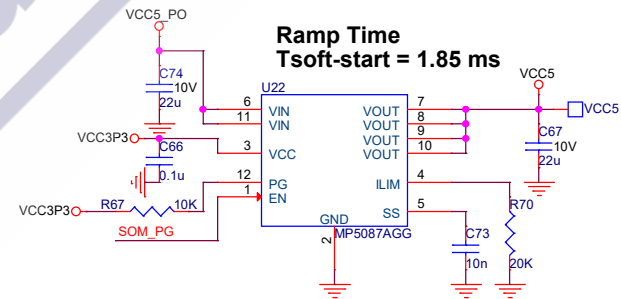 VCC5_PO
Ramp Time
Tsoft-start = 1.85 ms
C74
10V
22u
U22
VCC5
6
VIN
11
VIN
VOUT
7
VOUT
8
VOUT
9
VOUT
10
VCC5
C67
10V
22u
VCC3P3
C66
0.1u
3
VCC
ILIM
4
12
PG
1
EN
SS
5
VCC3P3
R67
10K
SOM_PG
GND
2
MP5087AGG
C73
10n
R70
20K